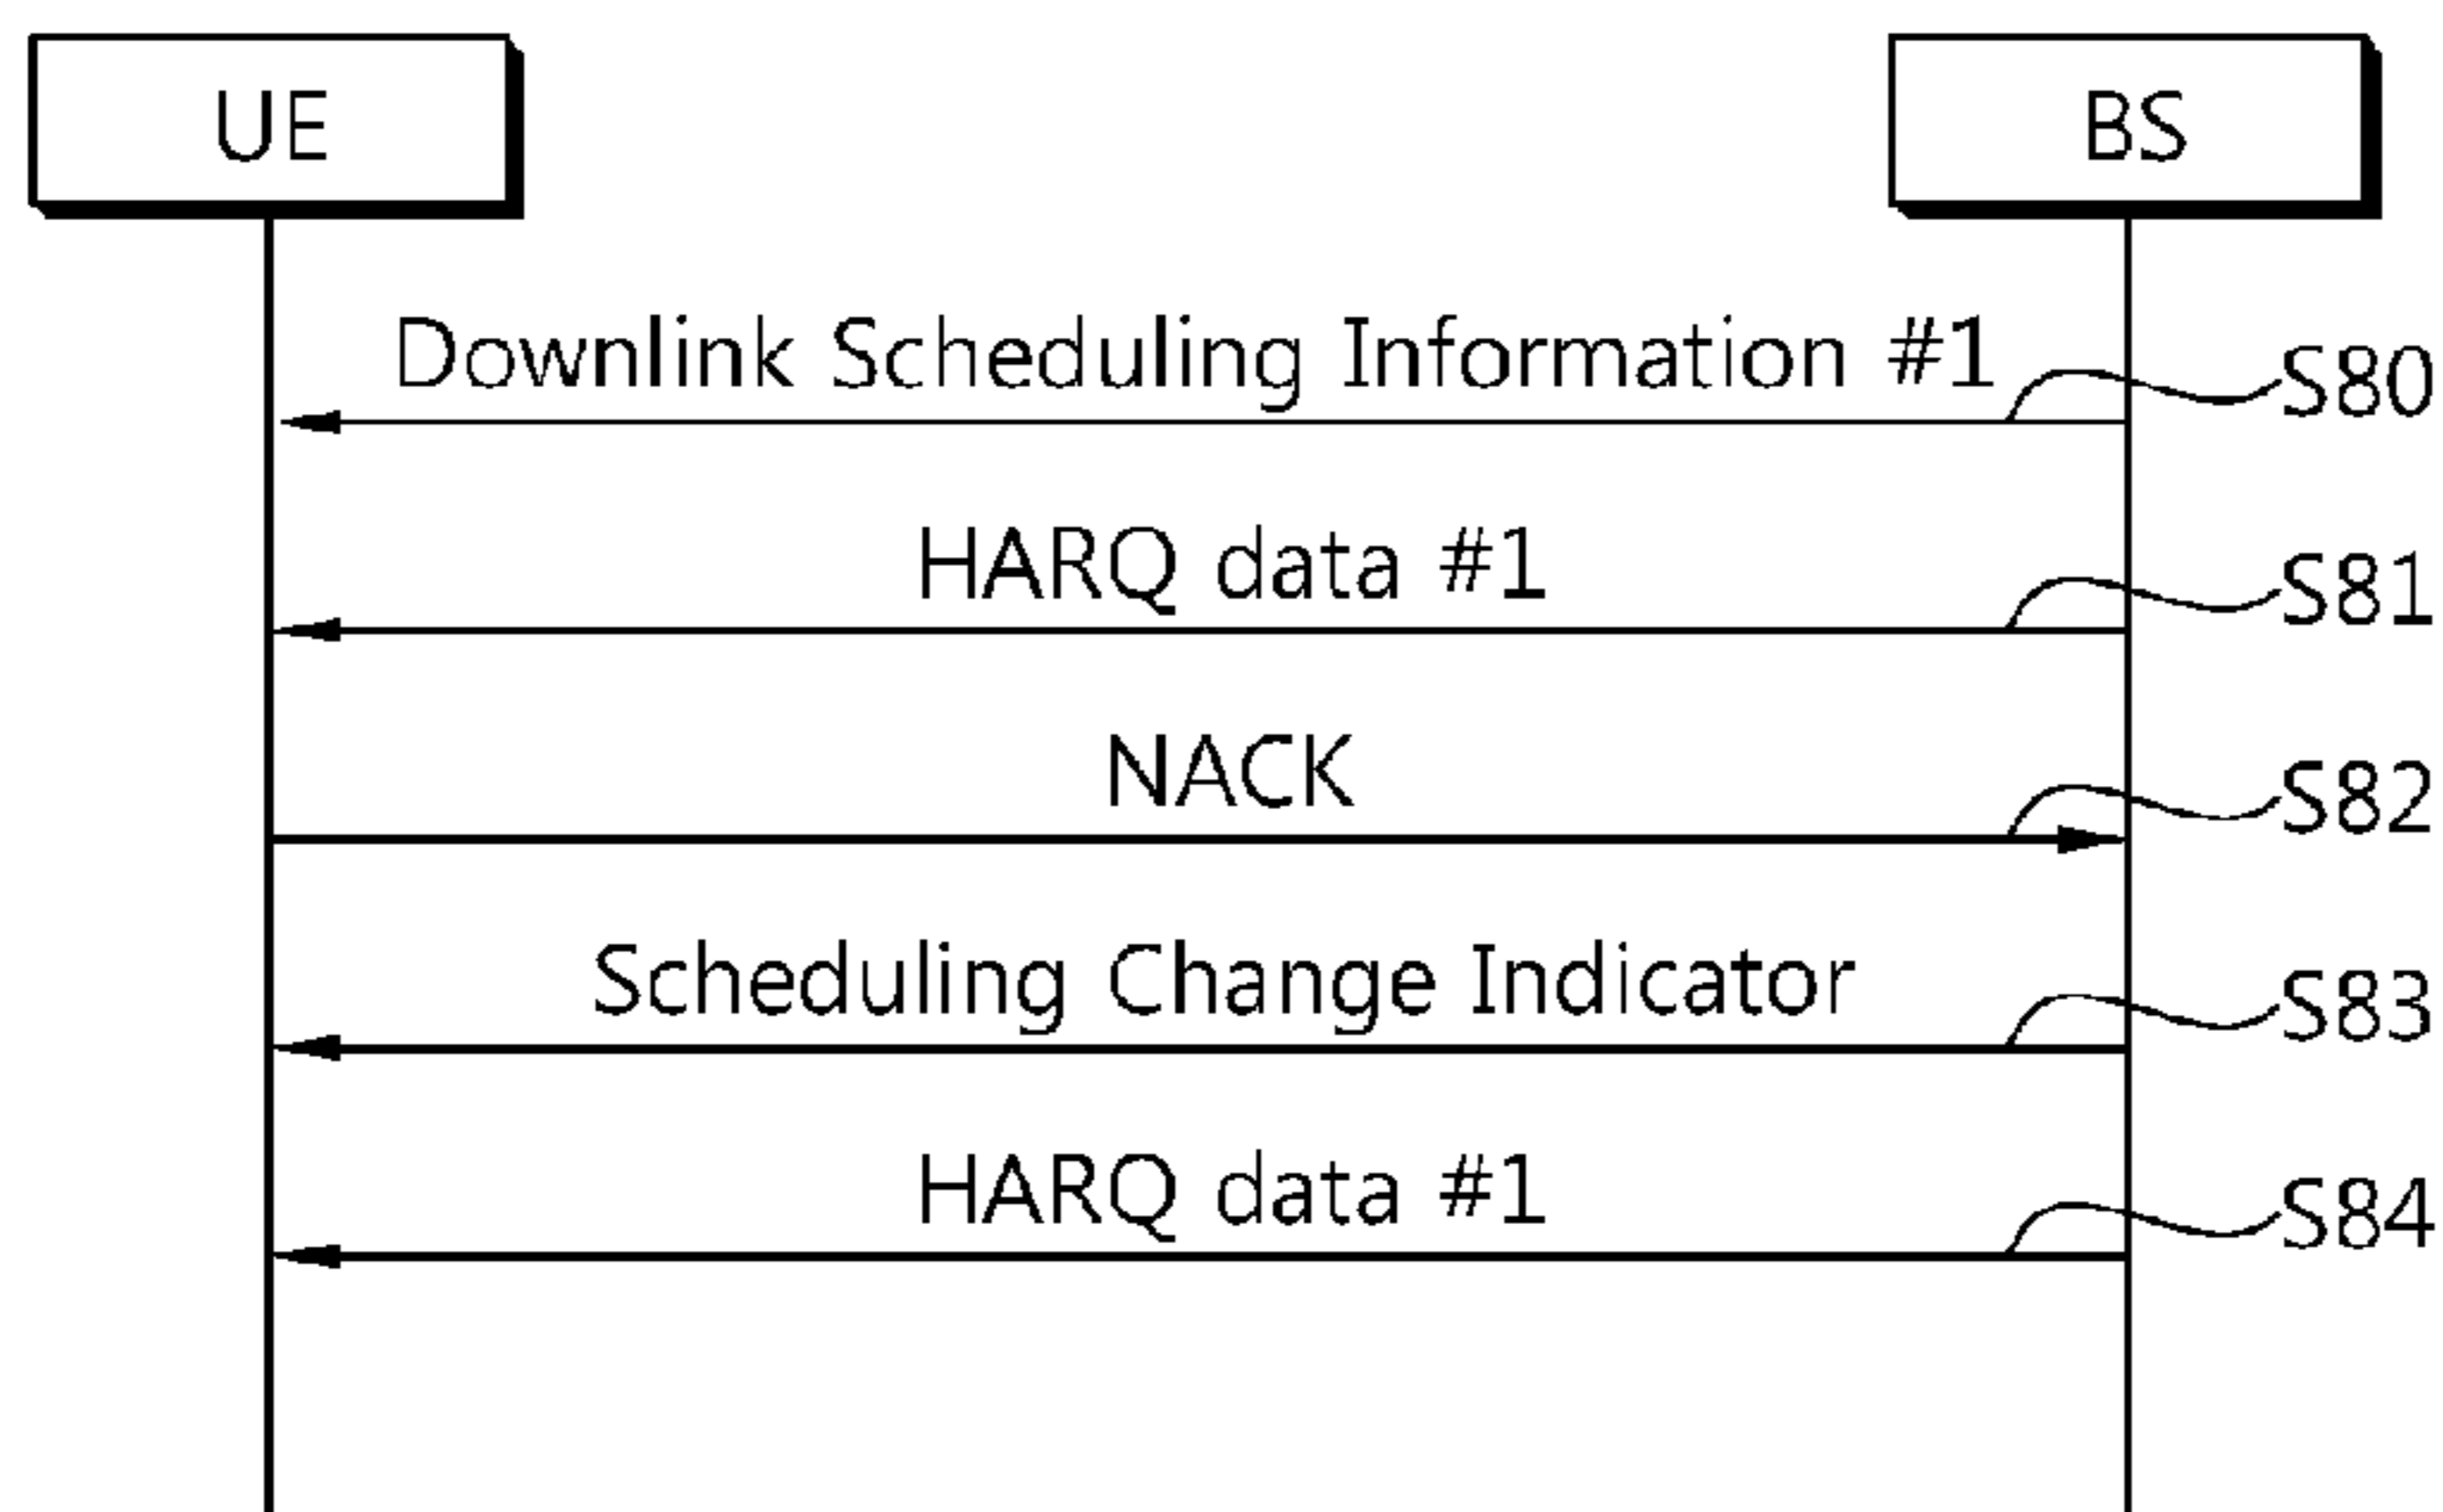 UE
BS
Downlink Scheduling Information #1
S80
HARQ data #1
S81
NACK
S82
Scheduling Change Indicator
S83
HARQ data #1
S84